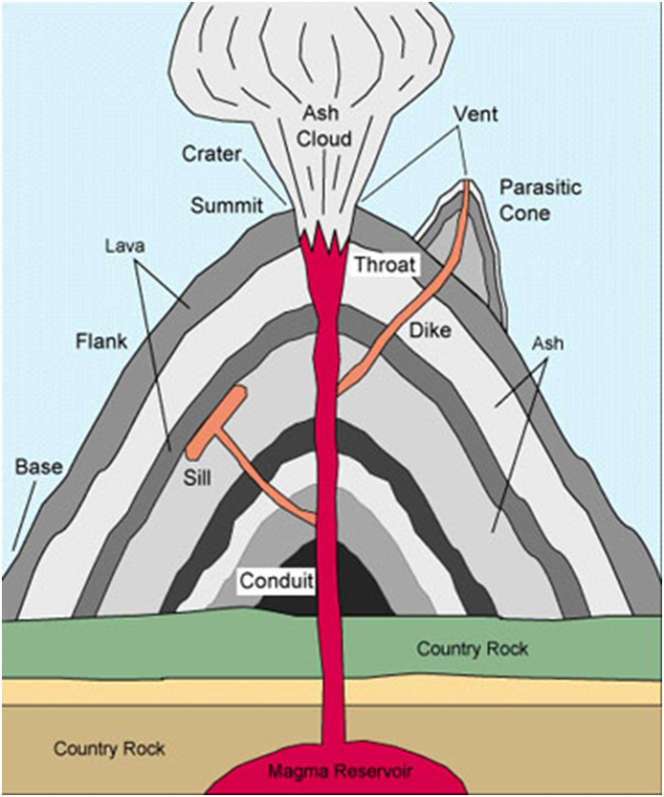 Ash
Cloud
Vent
Crater
Parasitic
Cone
Summit
Lava
Throat
Flank
Dike
Ash
Base
Sill
Conduit
Country Rock
Country Rock
Magma Reservoir